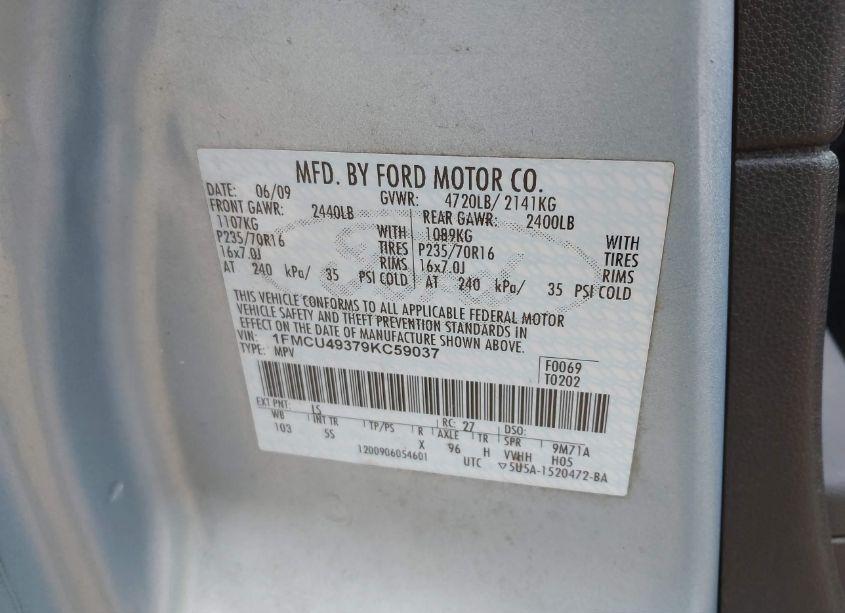 MFD. BY FORD MOTOR CO.
DATE: 06/09 GVWR: 4720LB/ 2141KG
FRONT GAWR: 2440LB REAR GAWR: 2400LB
1107KG WITH 1089KG WITH
P235/70R16 TIRES P235/70R16 TIRES
16x7.0J RIMS 16x7.0J RIMS
AT 240 kPa/ 35 PSI COLD AT 240 kPa/ 35 PSI COLD
THIS VEHICLE CONFORMS TO ALL APPLICABLE FEDERAL MOTOR
VEHICLE SAFETY AND THEFT PREVENTION STANDARDS IN
EFFECT ON THE DATE OF MANUFACTURE SHOWN ABOVE.
VIN: 1FMCU49379KC59037 F0069
TYPE: MPV T0202
EXT PNT: JS RC: 27 DSO:
WB INT TR TP/PS R AXLE TR SPR 9M71A
103 5S X 96 H VVHH HOS
1200906054601 UTC ▽5U5A-1520472-BA